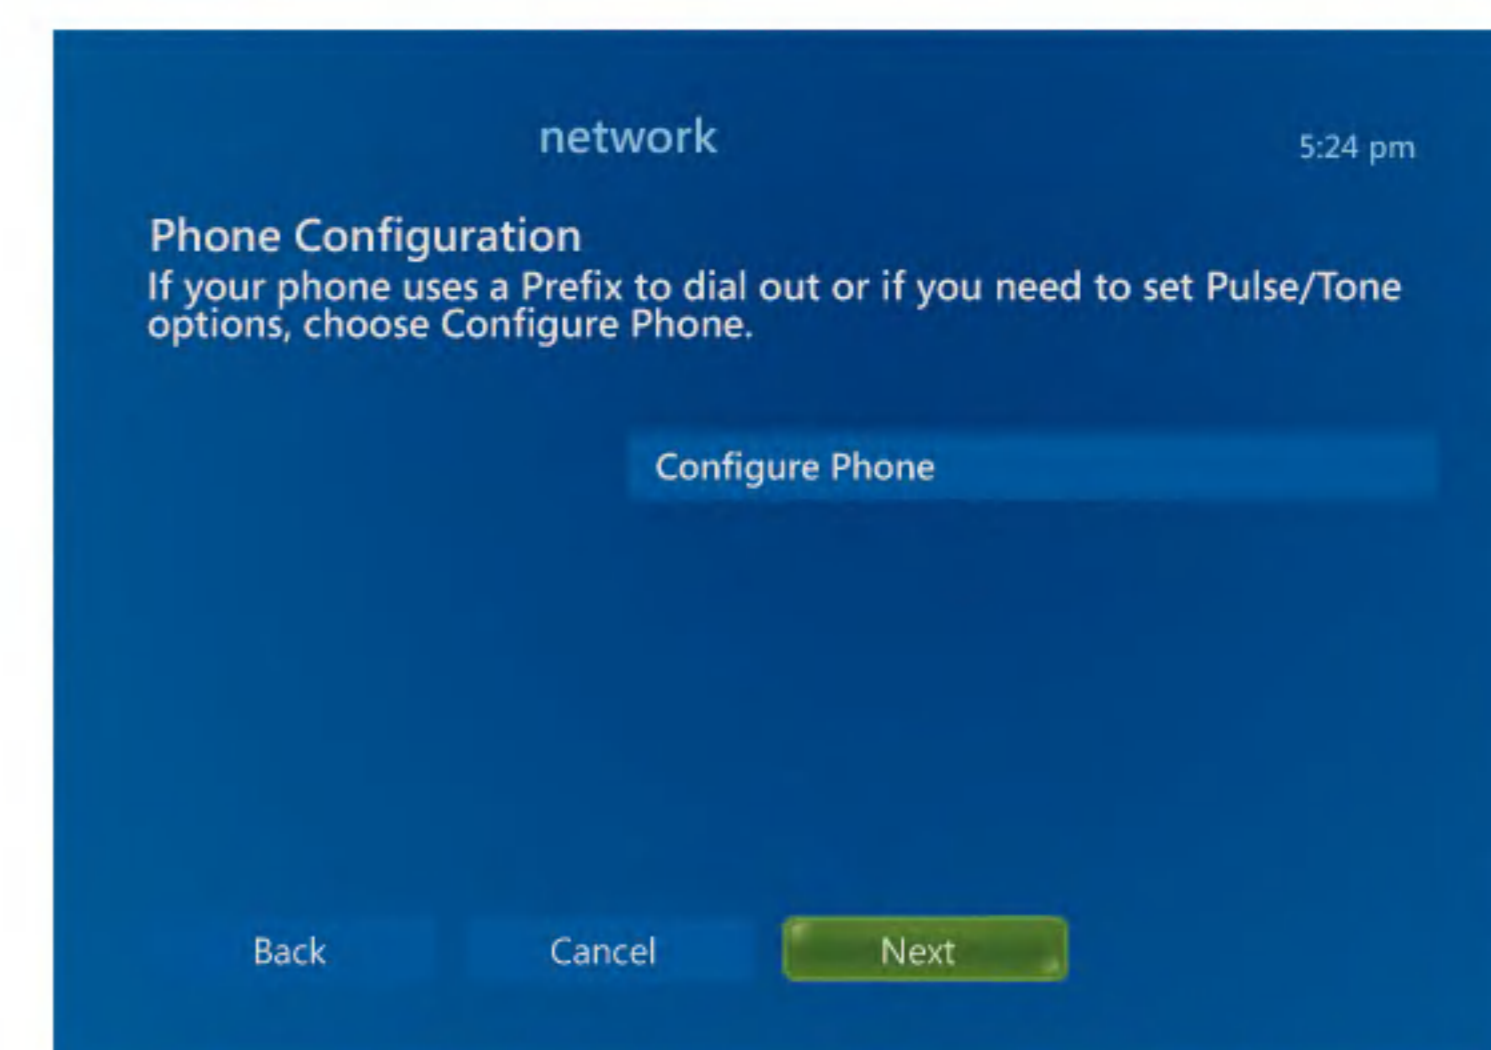 network
5:24 pm
Phone Configuration
If your phone uses a Prefix to dial out or if you need to set Pulse/Tone
options, choose Configure Phone.
Configure Phone
Back
Cancel
Next